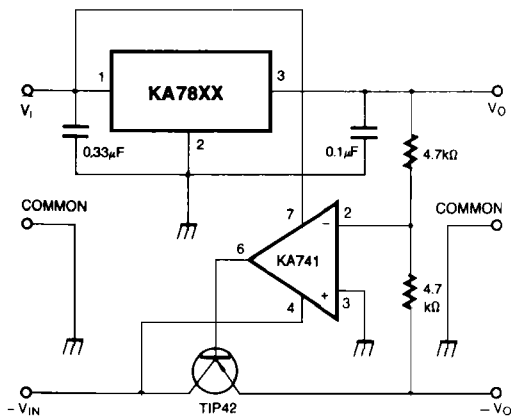 1
KA78XX
3
VI
2
VO
0,33µF
0.1µF
4.7kΩ
COMMON
COMMON
7
2
−
6
KA741
4
+
3
4.7
kΩ
−VIN
TIP42
−VO